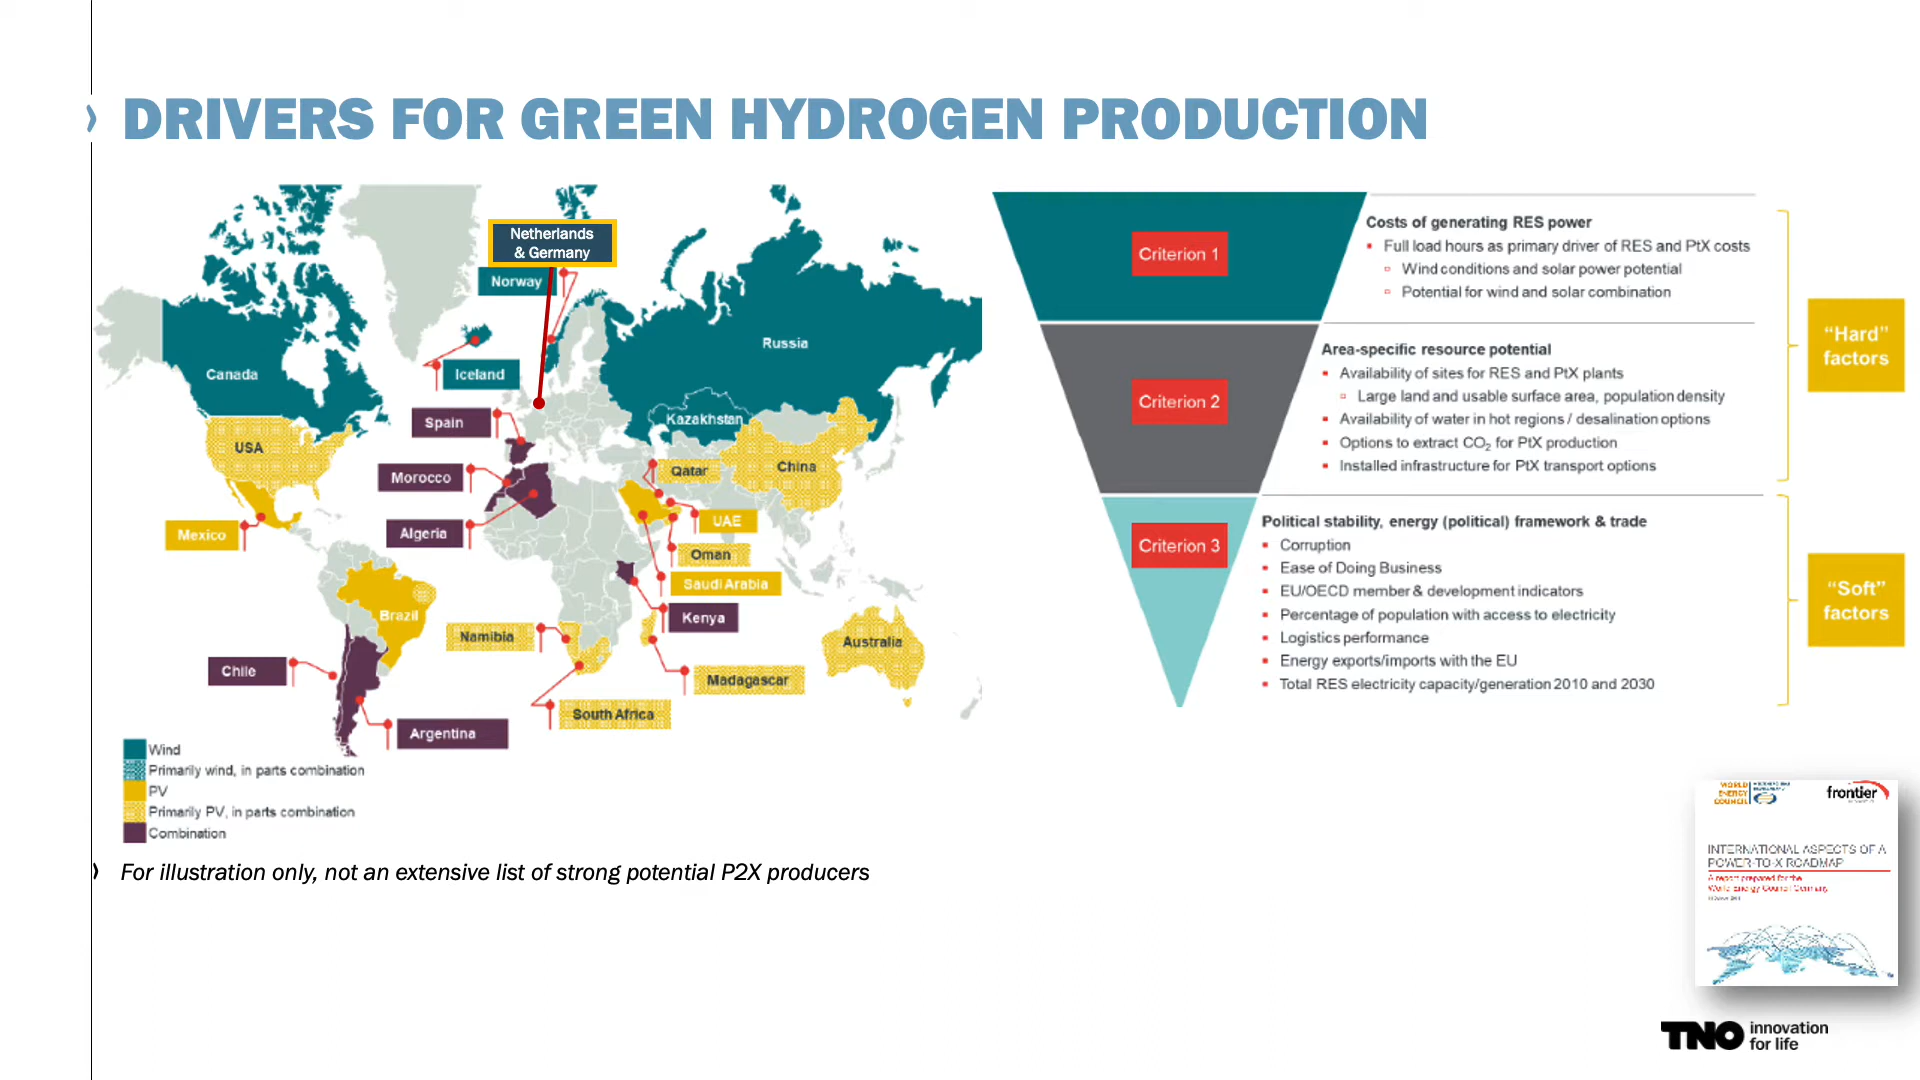 DRIVERS FOR GREEN HYDROGEN PRODUCTION
Netherlands
& Germany
Norway
Russia
Canada
Iceland
Kazakhstan
Spain
USA
China
Qatar
Morocco
UAE
Mexico
Algeria
Oman
Saudi Arabia
Brazil
Kenya
Namibia
Australia
Chile
Madagascar
South Africa
Argentina
Wind
Primarily wind, in parts combination
PV
Primarily PV, in parts combination
Combination
For illustration only, not an extensive list of strong potential P2X producers
Criterion 1
Costs of generating RES power
Full load hours as primary driver of RES and PtX costs
Wind conditions and solar power potential
Potential for wind and solar combination
Criterion 2
Area-specific resource potential
Availability of sites for RES and PtX plants
Large land and usable surface area, population density
Availability of water in hot regions / desalination options
Options to extract CO₂ for PtX production
Installed infrastructure for PtX transport options
"Hard"
factors
Criterion 3
Political stability, energy (political) framework & trade
Corruption
Ease of Doing Business
EU/OECD member & development indicators
Percentage of population with access to electricity
Logistics performance
Energy exports/imports with the EU
Total RES electricity capacity/generation 2010 and 2030
"Soft"
factors
WORLD
ENERGY
COUNCIL
frontier
INTERNATIONAL ASPECTS OF A
POWER-TO-X ROADMAP
A report prepared for the
World Energy Council Germany
TNO innovation
for life